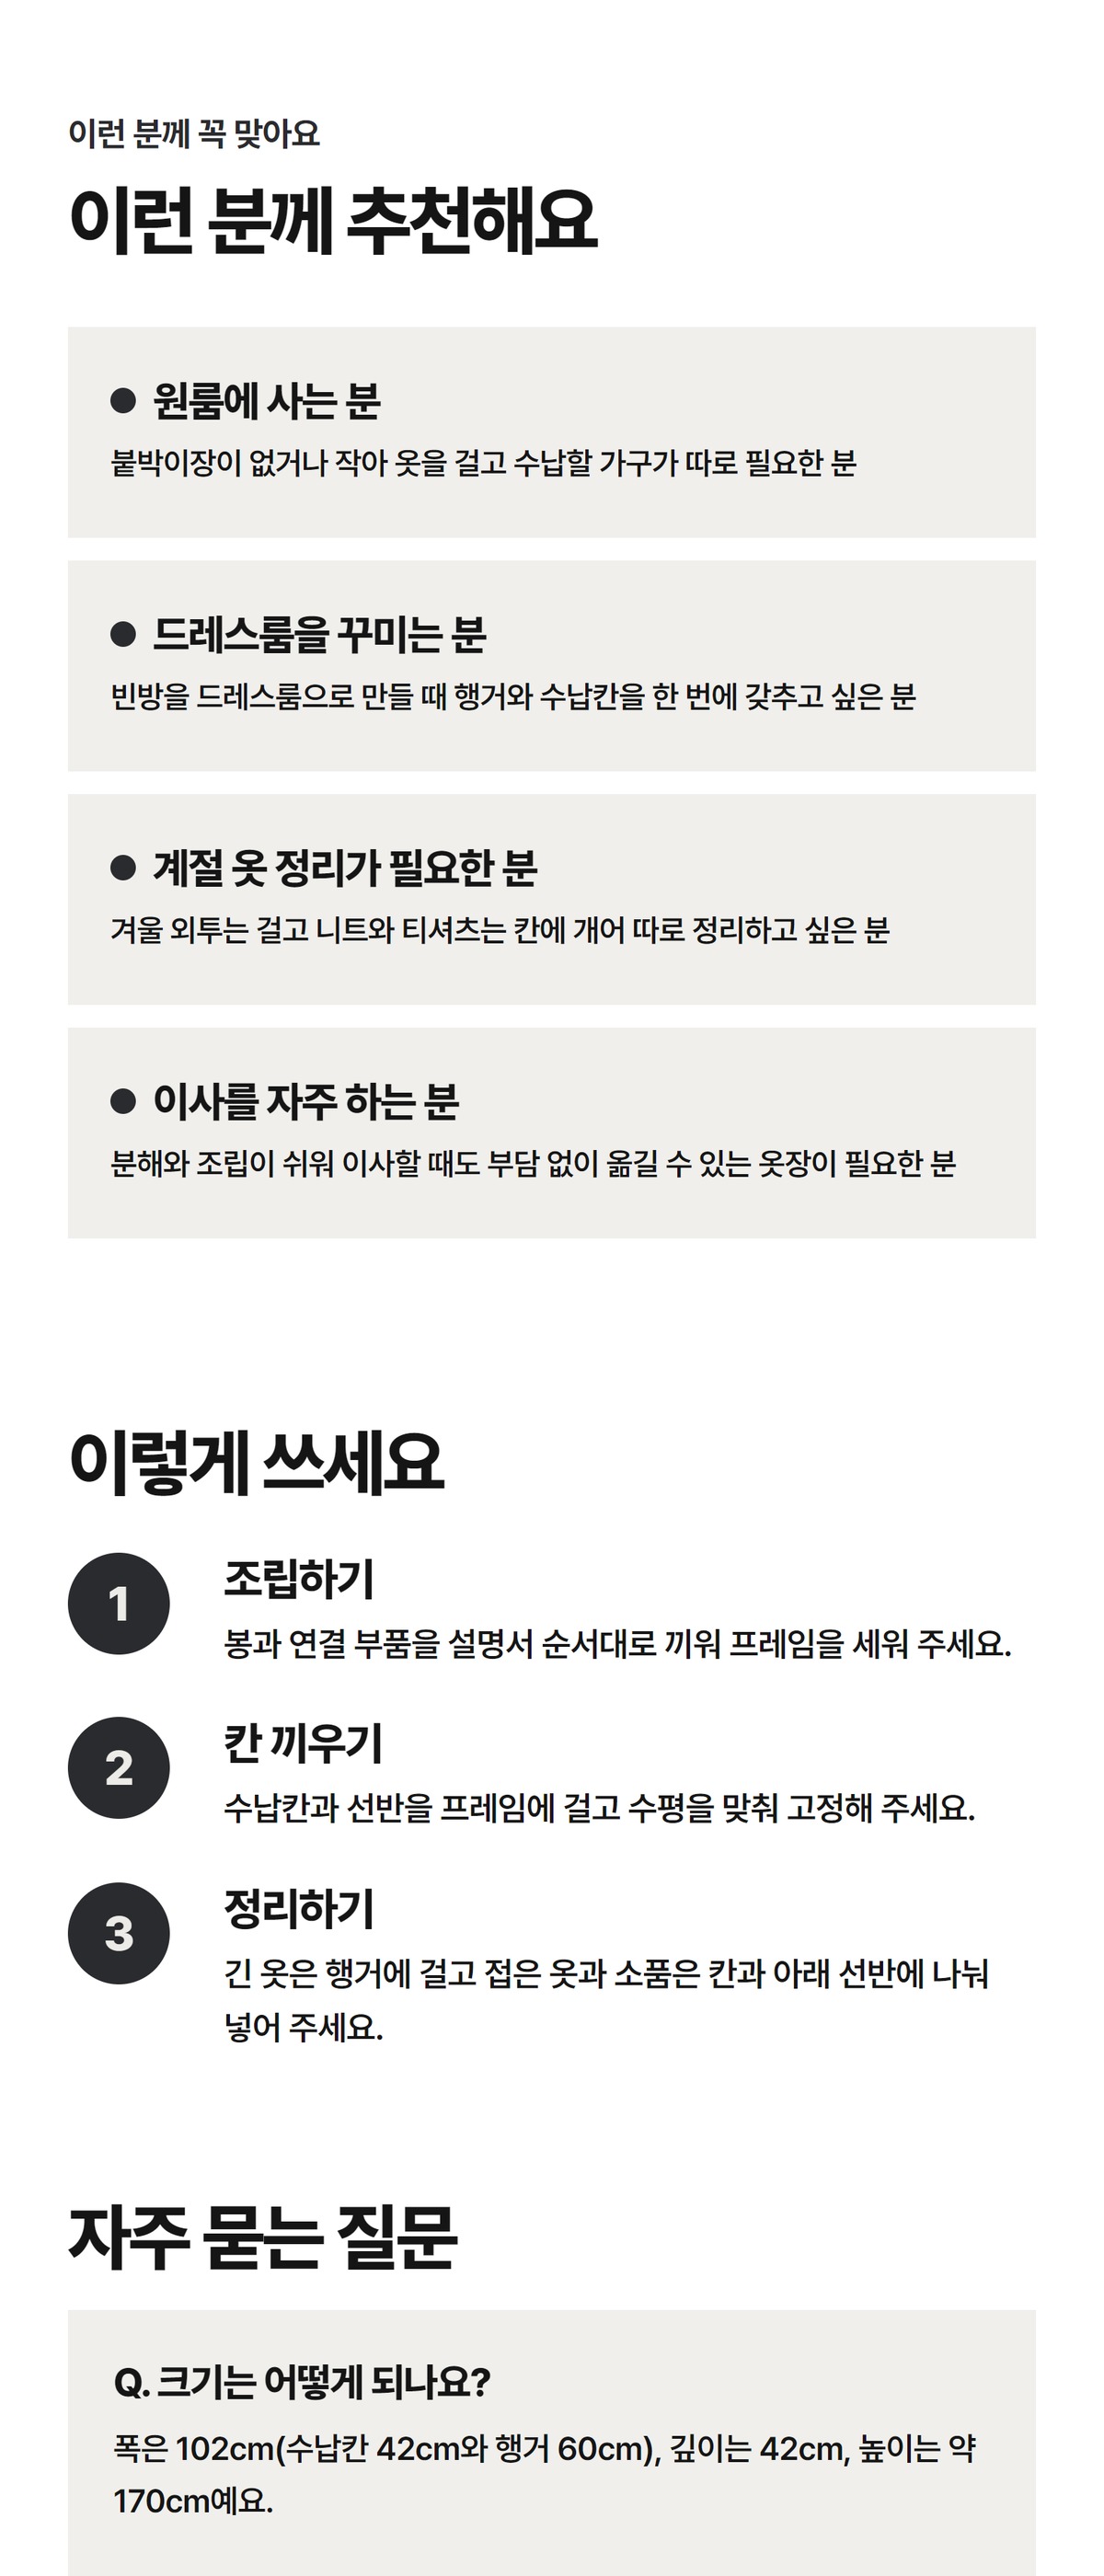 이런 분께 꼭 맞아요
이런 분께 추천해요
원룸에 사는 분
붙박이장이 없거나 작아 옷을 걸고 수납할 가구가 따로 필요한 분
드레스룸을 꾸미는 분
빈방을 드레스룸으로 만들 때 행거와 수납칸을 한 번에 갖추고 싶은 분
계절 옷 정리가 필요한 분
겨울 외투는 걸고 니트와 티셔츠는 칸에 개어 따로 정리하고 싶은 분
이사를 자주 하는 분
분해와 조립이 쉬워 이사할 때도 부담 없이 옮길 수 있는 옷장이 필요한 분
이렇게 쓰세요
1
조립하기
봉과 연결 부품을 설명서 순서대로 끼워 프레임을 세워 주세요.
2
칸 끼우기
수납칸과 선반을 프레임에 걸고 수평을 맞춰 고정해 주세요.
3
정리하기
긴 옷은 행거에 걸고 접은 옷과 소품은 칸과 아래 선반에 나눠
넣어 주세요.
자주 묻는 질문
Q. 크기는 어떻게 되나요?
폭은 102cm(수납칸 42cm와 행거 60cm), 깊이는 42cm, 높이는 약
170cm예요.